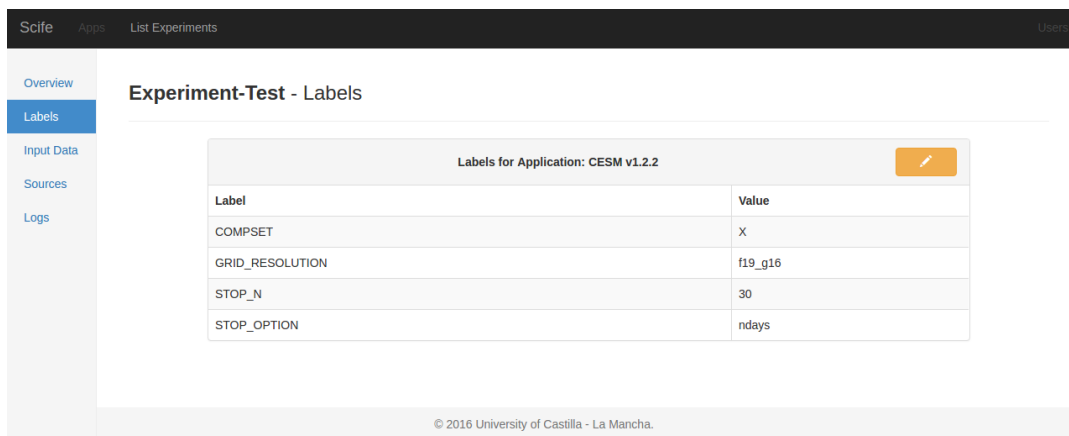 Scife Apps List Experiments Users
Overview
Labels
Input Data
Sources
Logs
Experiment-Test - Labels
Labels for Application: CESM v1.2.2
Label Value
COMPSET X
GRID_RESOLUTION f19_g16
STOP_N 30
STOP_OPTION ndays
© 2016 University of Castilla - La Mancha.